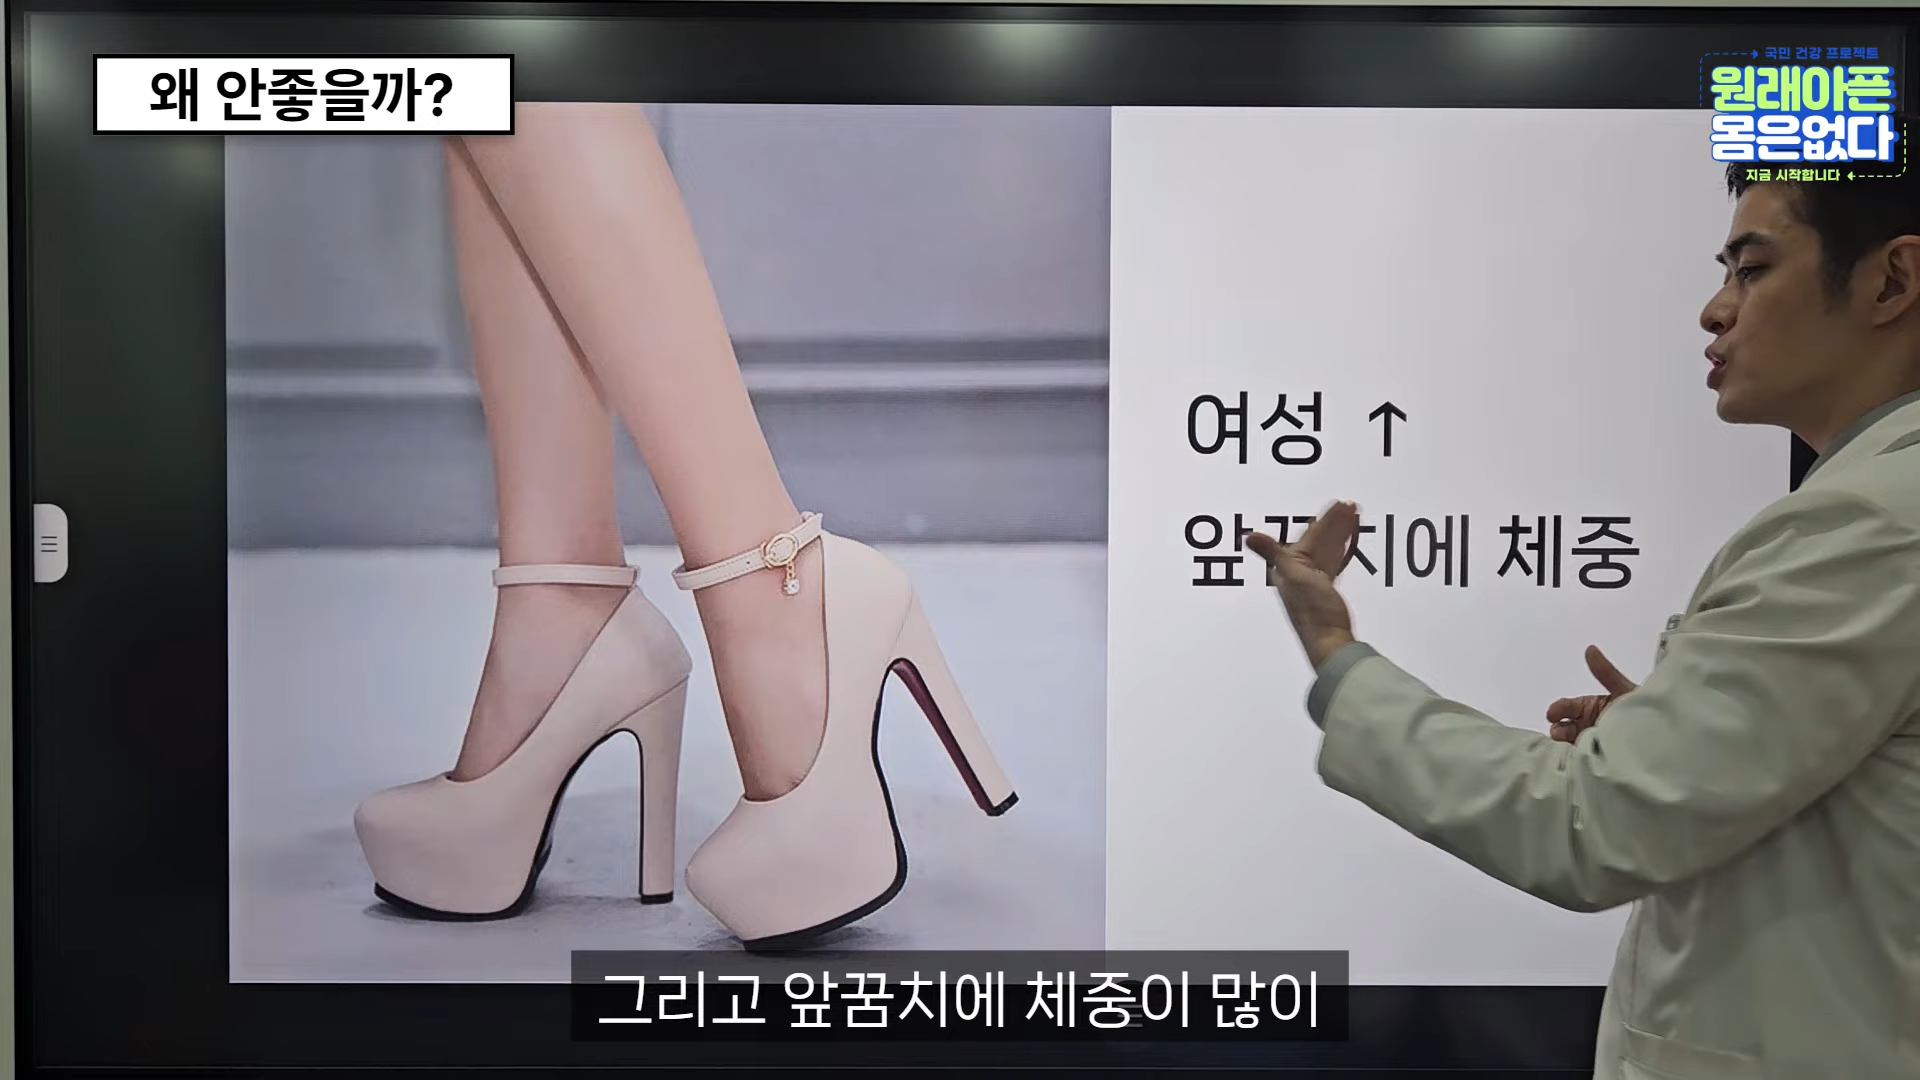 왜 안좋을까?
국민 건강 프로젝트
원래아픈
몸은없다
지금 시작합니다
여성 ↑
앞꿈치에 체중
그리고 앞꿈치에 체중이 많이